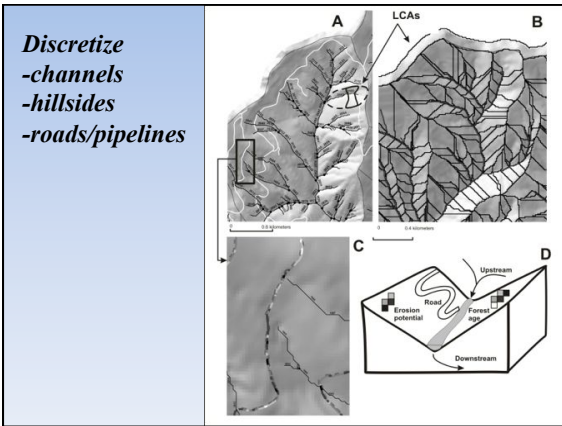 Discretize
-channels
-hillsides
-roads/pipelines
A
LCAs
B
0
0.8 kilometers
0
0.4 kilometers
C
D
Upstream
Road
Erosion
potential
Forest
age
Downstream